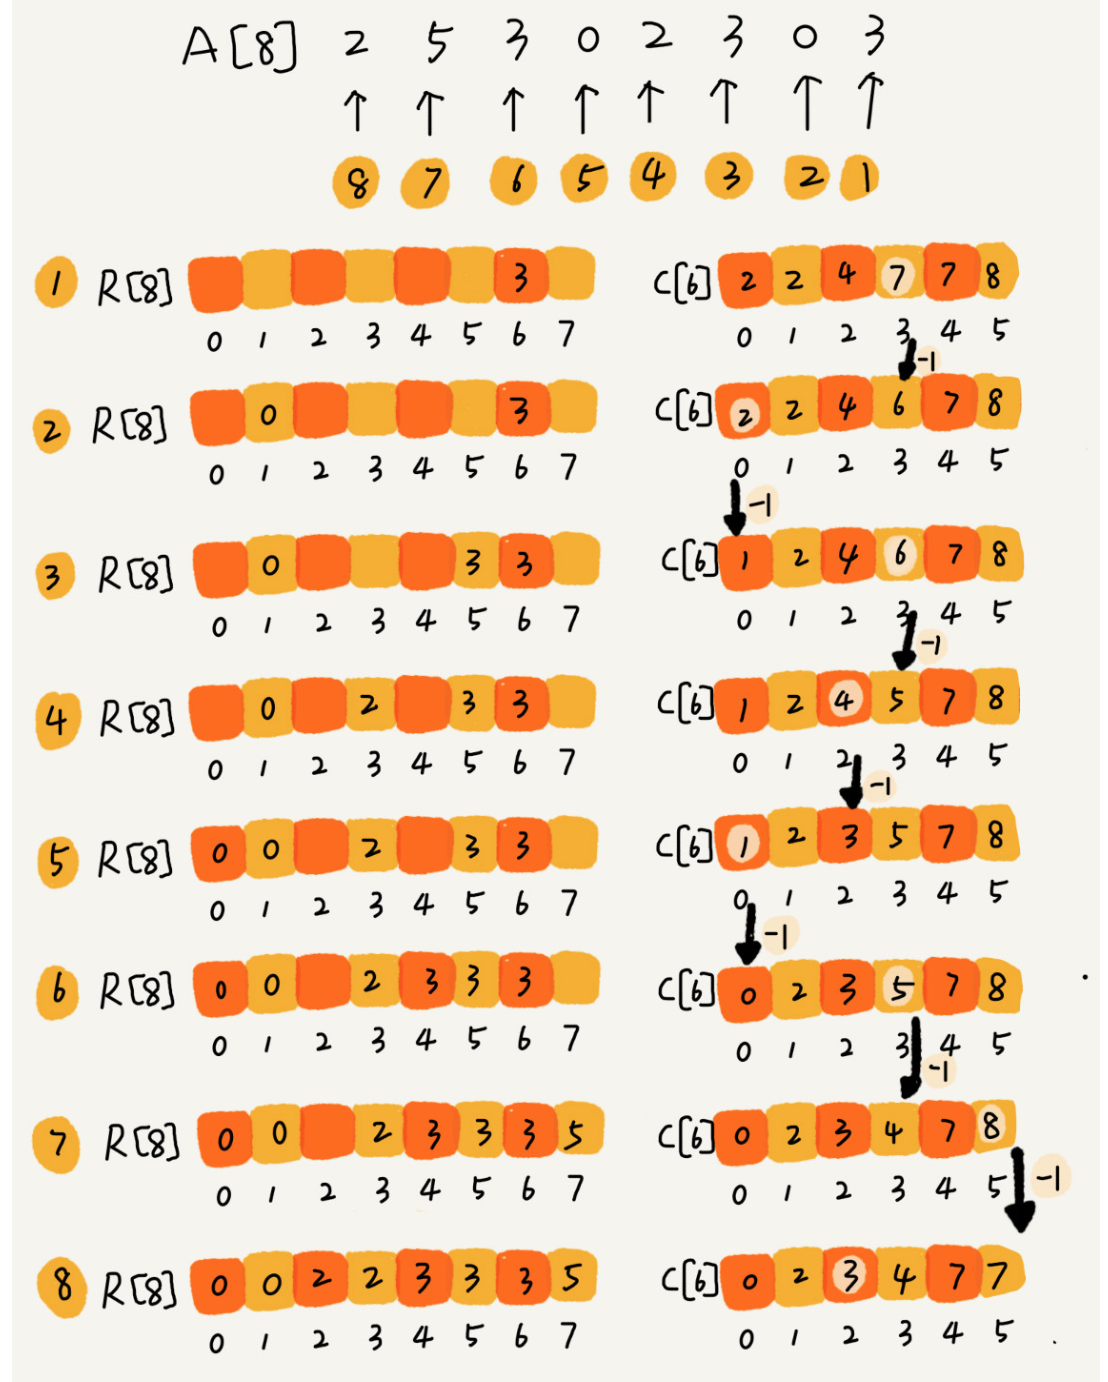 A[8] 2 5 3 0 2 3 0 3
8 7 6 5 4 3 2 1
1 R[8] 3 C[6] 2 2 4 7 7 8
0 1 2 3 4 5 6 7 0 1 2 3 4 5
-1
2 R[8] 0 3 C[6] 2 2 4 6 7 8
0 1 2 3 4 5 6 7 0 1 2 3 4 5
-1
3 R[8] 0 3 3 C[6] 1 2 4 6 7 8
0 1 2 3 4 5 6 7 0 1 2 3 4 5
-1
4 R[8] 0 2 3 3 C[6] 1 2 4 5 7 8
0 1 2 3 4 5 6 7 0 1 2 3 4 5
-1
5 R[8] 0 0 2 3 3 C[6] 1 2 3 5 7 8
0 1 2 3 4 5 6 7 0 1 2 3 4 5
-1
6 R[8] 0 0 2 3 3 3 C[6] 0 2 3 5 7 8
0 1 2 3 4 5 6 7 0 1 2 3 4 5
-1
7 R[8] 0 0 2 3 3 3 5 C[6] 0 2 3 4 7 8
0 1 2 3 4 5 6 7 0 1 2 3 4 5
-1
8 R[8] 0 0 2 2 3 3 3 5 C[6] 0 2 3 4 7 7
0 1 2 3 4 5 6 7 0 1 2 3 4 5